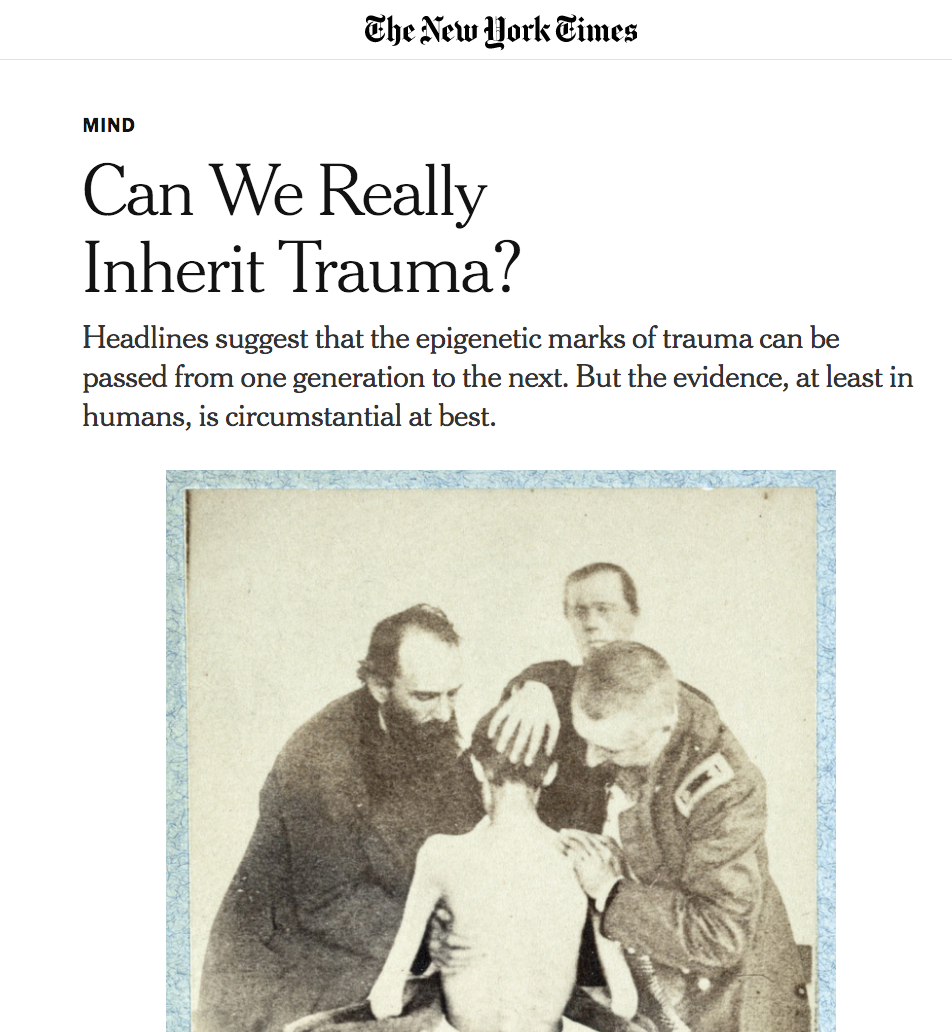 The New York Times
MIND
Can We Really
Inherit Trauma?
Headlines suggest that the epigenetic marks of trauma can be
passed from one generation to the next. But the evidence, at least in
humans, is circumstantial at best.